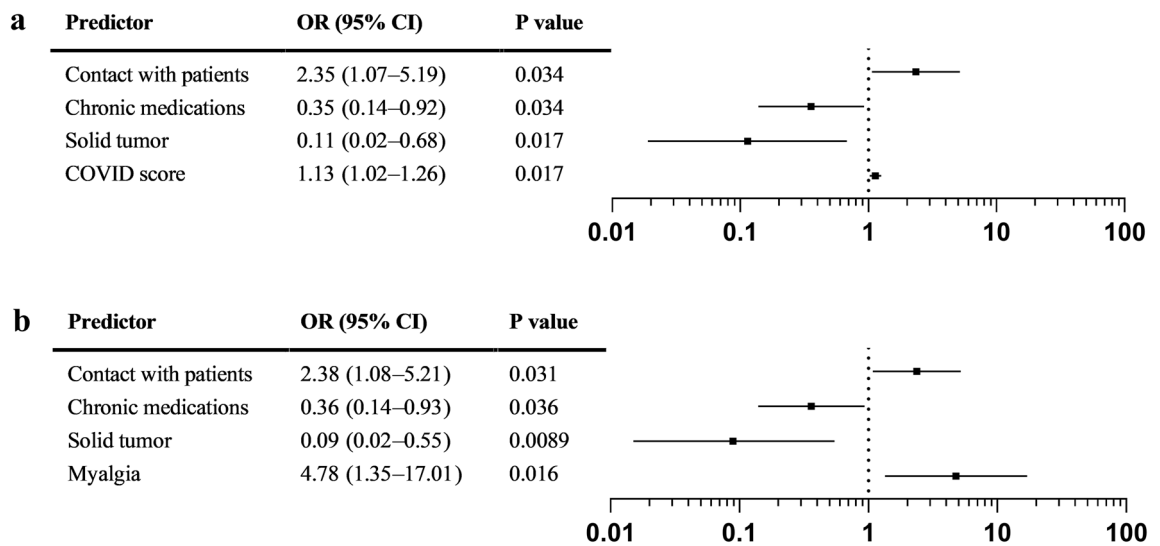 a Predictor OR (95% CI) P value
Contact with patients 2.35 (1.07–5.19) 0.034
Chronic medications 0.35 (0.14–0.92) 0.034
Solid tumor 0.11 (0.02–0.68) 0.017
COVID score 1.13 (1.02–1.26) 0.017
0.01 0.1 1 10 100
b Predictor OR (95% CI) P value
Contact with patients 2.38 (1.08–5.21) 0.031
Chronic medications 0.36 (0.14–0.93) 0.036
Solid tumor 0.09 (0.02–0.55) 0.0089
Myalgia 4.78 (1.35–17.01) 0.016
0.01 0.1 1 10 100